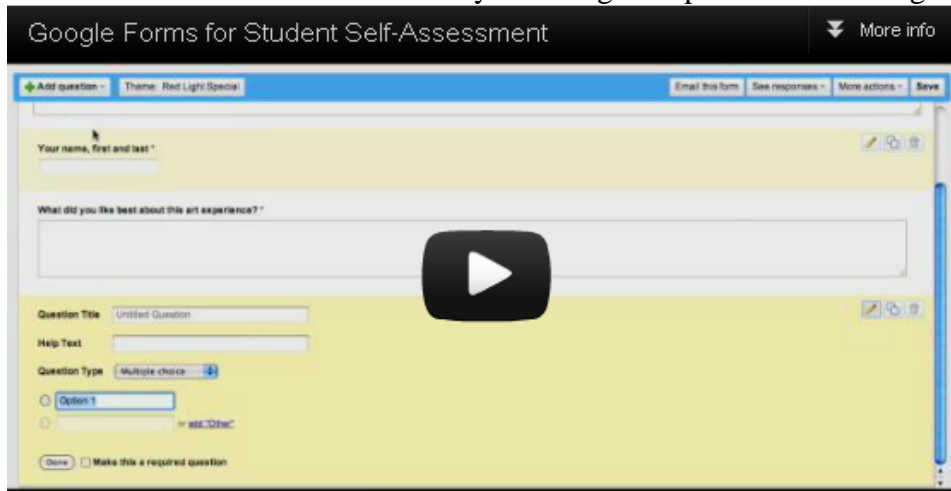 Google Forms for Student Self-Assessment More info
Add question Theme: Red Light Special Email this form See responses More actions Save
Your name, first and last *
What did you like best about this art experience? *
Question Title Untitled Question
Help Text
Question Type Multiple choice
Option 1
or add "Other"
Done Make this a required question